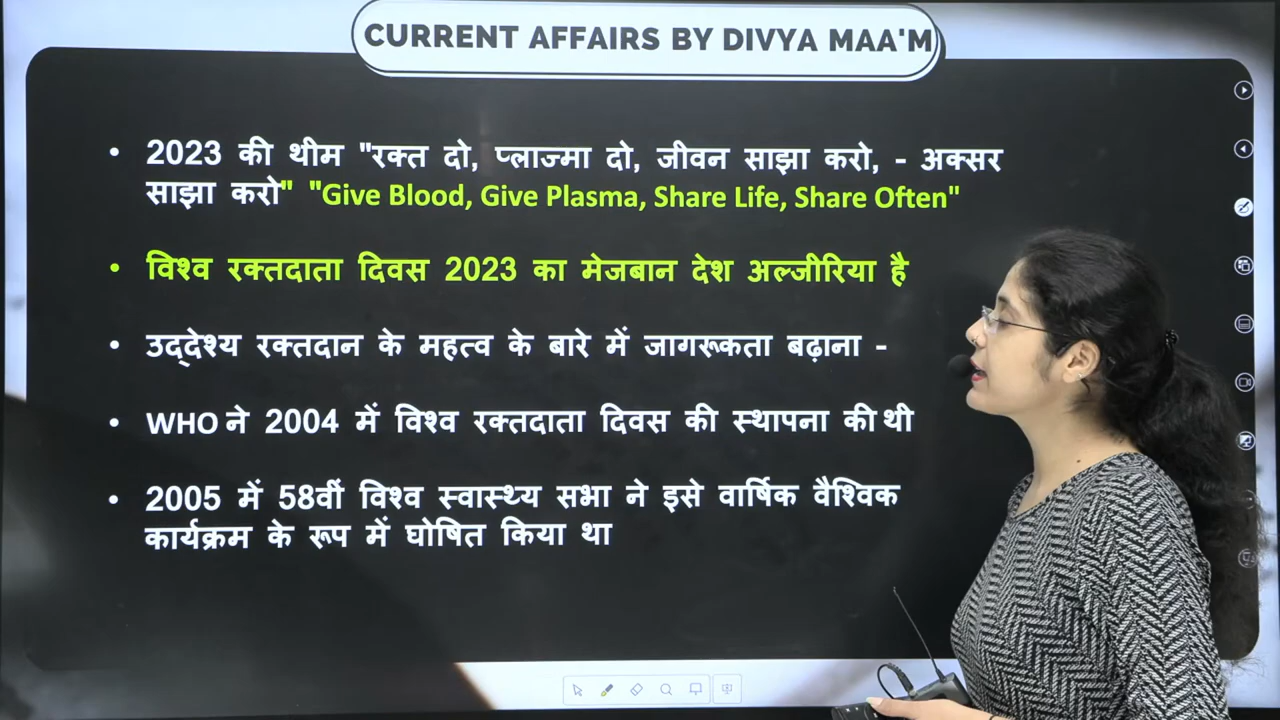 CURRENT AFFAIRS BY DIVYA MAA'M
• 2023 की थीम "रक्त दो, प्लाज्मा दो, जीवन साझा करो, - अक्सर
साझा करो" "Give Blood, Give Plasma, Share Life, Share Often"
• विश्व रक्तदाता दिवस 2023 का मेजबान देश अल्जीरिया है
• उद्देश्य रक्तदान के महत्व के बारे में जागरूकता बढ़ाना -
• WHO ने 2004 में विश्व रक्तदाता दिवस की स्थापना की थी
• 2005 में 58वीं विश्व स्वास्थ्य सभा ने इसे वार्षिक वैश्विक
कार्यक्रम के रूप में घोषित किया था